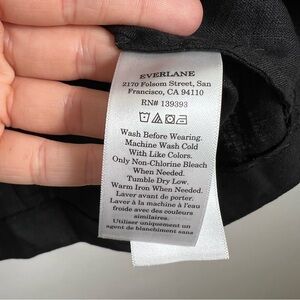 EVERLANE
2170 Folsom Street, San
Francisco, CA 94110
RN# 139393
Wash Before Wearing.
Machine Wash Cold
With Like Colors.
Only Non-Chlorine Bleach
When Needed.
Tumble Dry Low.
Warm Iron When Needed.
Laver avant de porter.
Laver à la machine à l'eau
froide avec des couleurs
similaires.
Utiliser uniquement un
agent de blanchiment sans